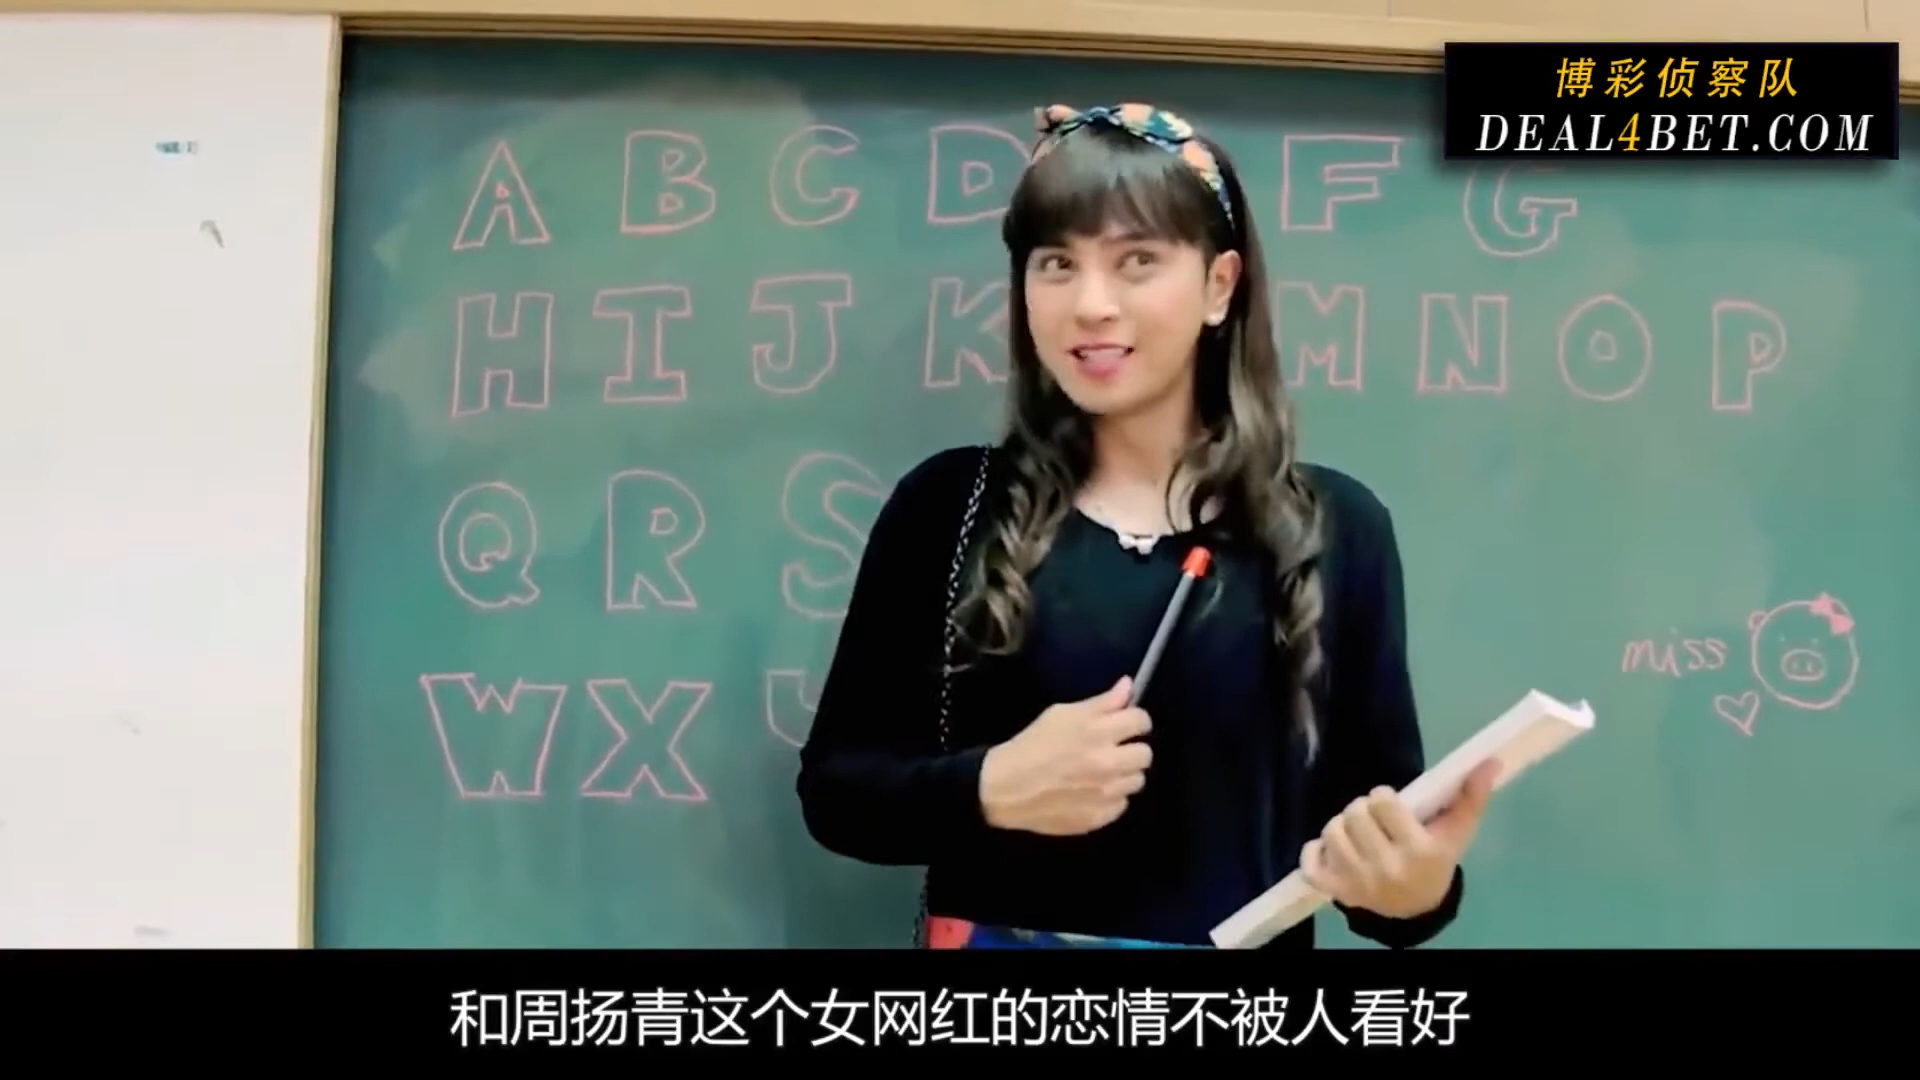 博彩侦察队
DEAL4BET.COM
A B C D F G
H I J K M N O P
Q R S
miss
W X
和周扬青这个女网红的恋情不被人看好